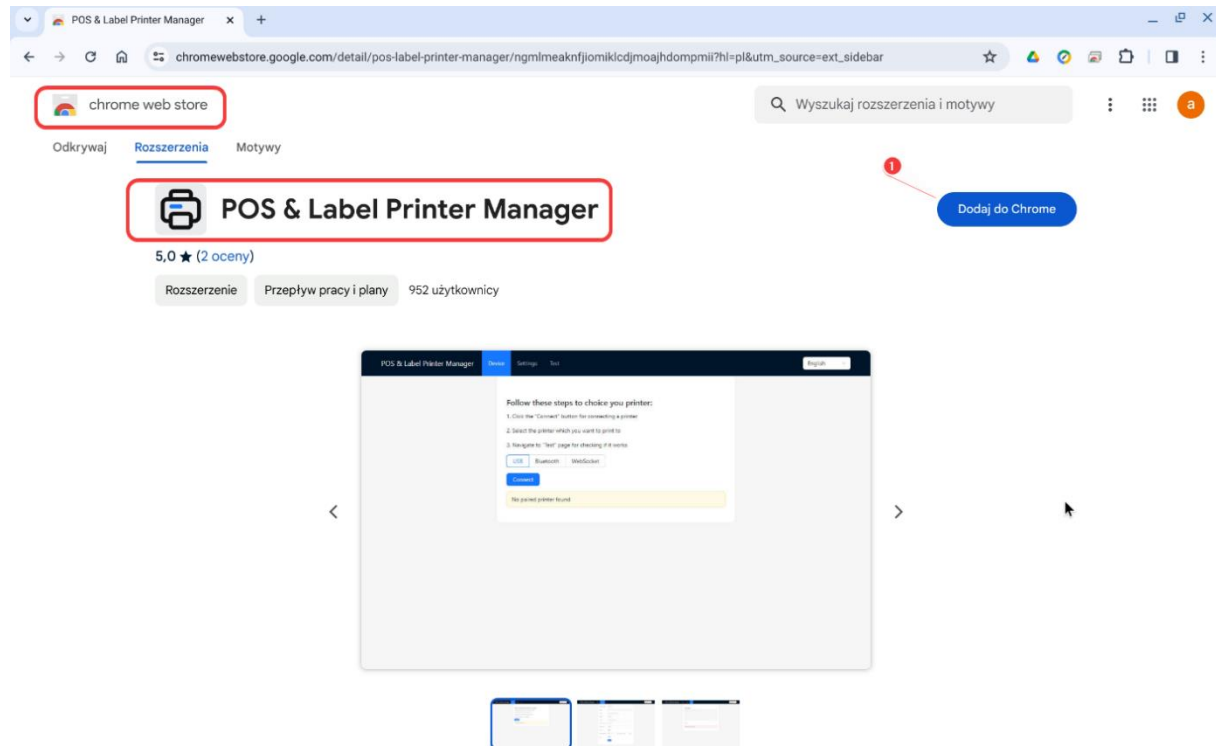 POS & Label Printer Manager
chromewebstore.google.com/detail/pos-label-printer-manager/ngmlmeaknfjiomiklcdjmoajhdompmii?hl=pl&utm_source=ext_sidebar
chrome web store
Wyszukaj rozszerzenia i motywy
a
Odkrywaj Rozszerzenia Motywy
1
POS & Label Printer Manager
Dodaj do Chrome
5,0 ★ (2 oceny)
Rozszerzenie Przepływ pracy i plany 952 użytkownicy
POS & Label Printer Manager Device Settings Test English
Follow these steps to choice you printer:
1. Click the "Connect" button for connecting a printer
2. Select the printer which you want to print to
3. Navigate to "Test" page for checking if it works
USB Bluetooth WebSocket
Connect
No paired printer found